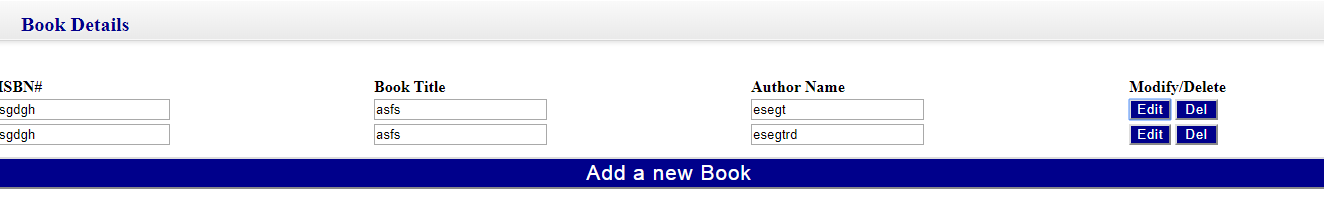 Book Details
ISBN# Book Title Author Name Modify/Delete
sgdgh asfs esegt Edit Del
sgdgh asfs esegtrd Edit Del
Add a new Book